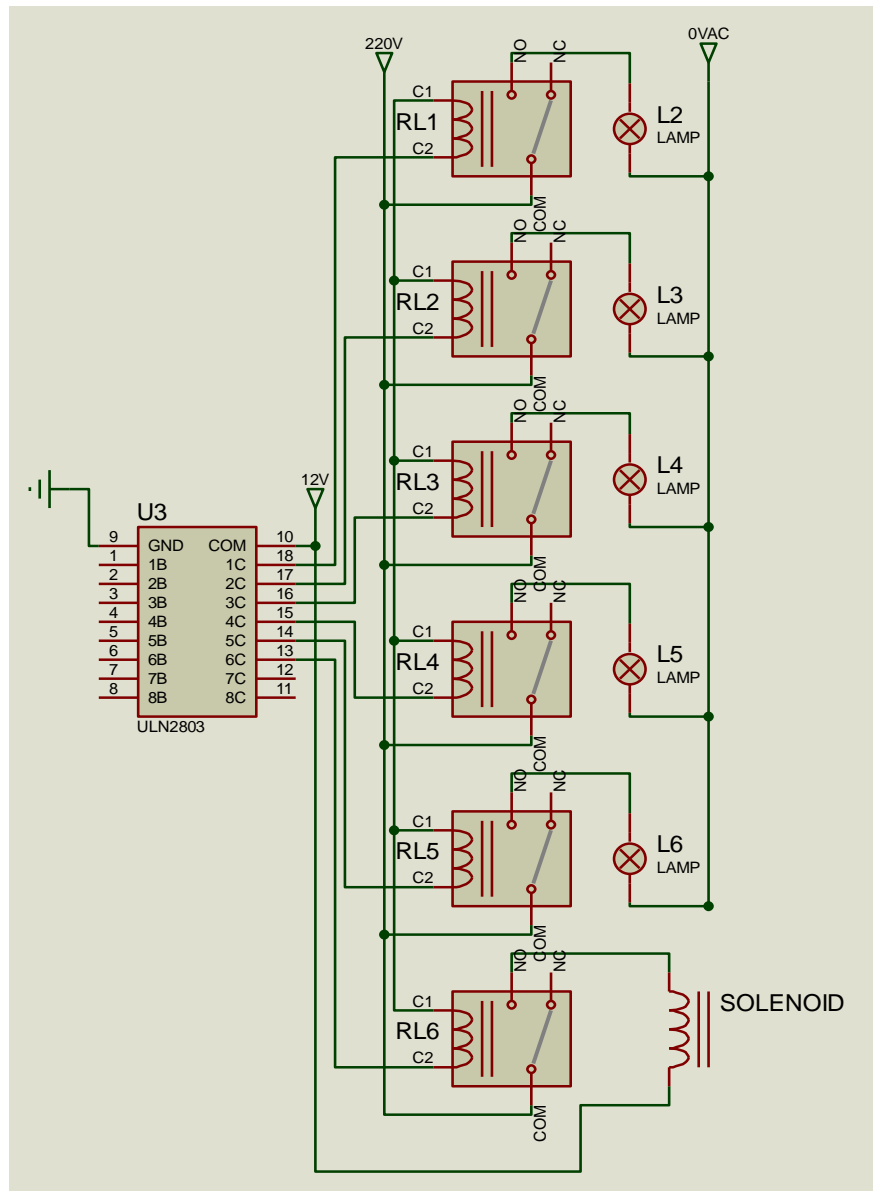 220V
0VAC
NO
NC
C1
RL1
C2
COM
L2
LAMP
NO
NC
C1
RL2
C2
COM
L3
LAMP
NO
NC
C1
RL3
C2
COM
L4
LAMP
12V
U3
9 GND COM 10
1 1B 1C 18
2 2B 2C 17
3 3B 3C 16
4 4B 4C 15
5 5B 5C 14
6 6B 6C 13
7 7B 7C 12
8 8B 8C 11
ULN2803
NO
NC
C1
RL4
C2
COM
L5
LAMP
NO
NC
C1
RL5
C2
COM
L6
LAMP
NO
NC
C1
RL6
C2
COM
SOLENOID